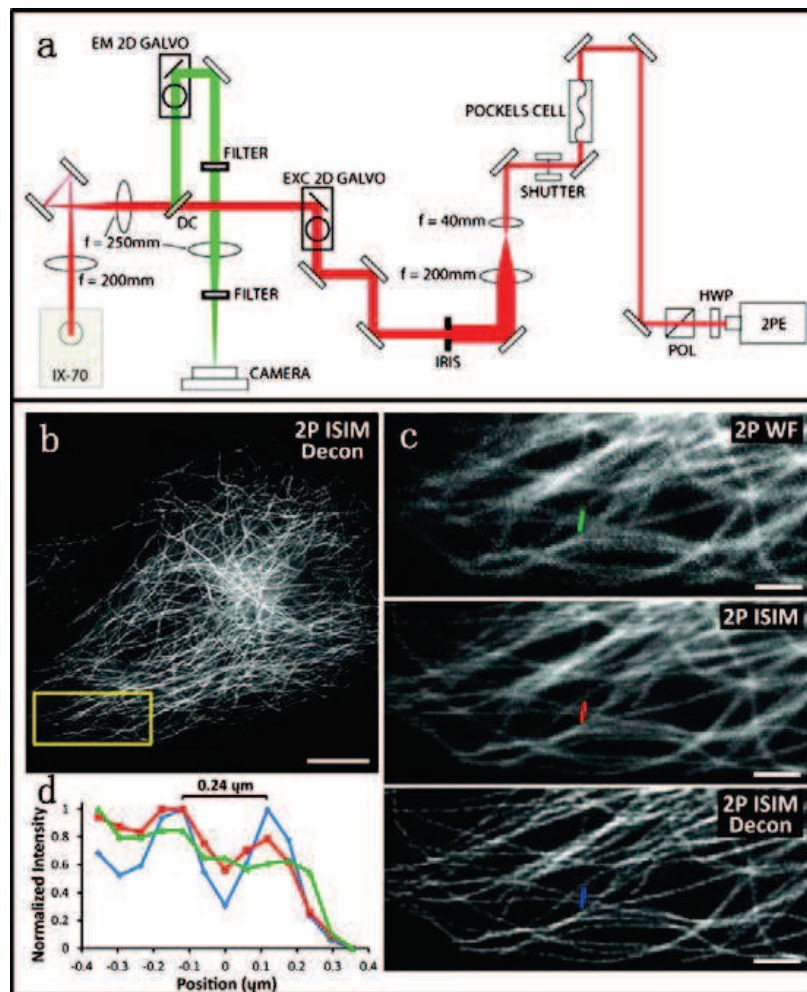 a
EM 2D GALVO
POCKELS CELL
FILTER
EXC 2D GALVO
SHUTTER
DC
f = 40mm
f = 250mm
f = 200mm
f = 200mm
FILTER
HWP
2PE
POL
IRIS
CAMERA
IX-70
b
2P ISIM
Decon
c
2P WF
2P ISIM
2P ISIM
Decon
d
0.24 μm
Normalized Intensity
1
0.8
0.6
0.4
0.2
0
-0.4 -0.3 -0.2 -0.1 0 0.1 0.2 0.3 0.4
Position (μm)